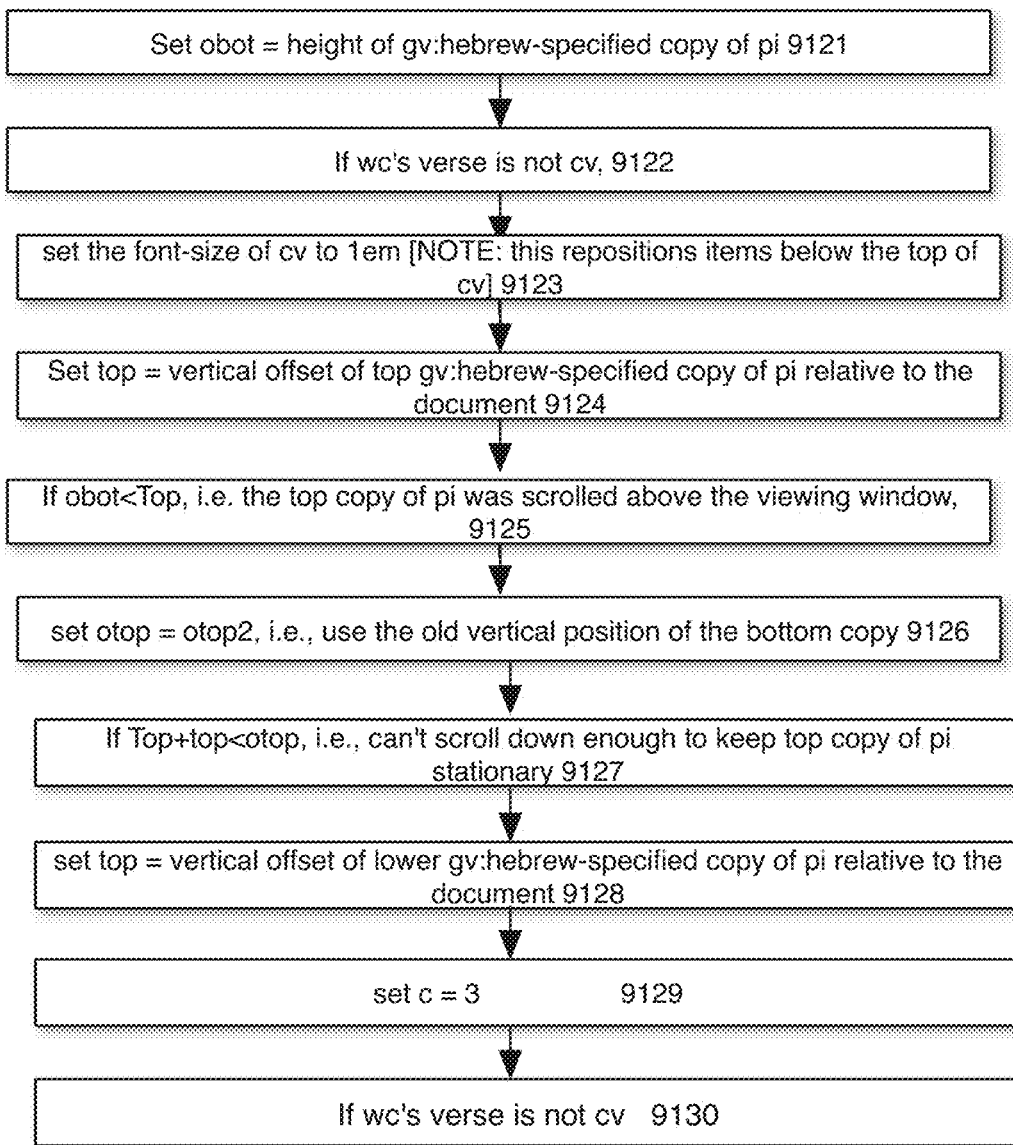 Set obot = height of gv:hebrew-specified copy of pi 9121
If wc's verse is not cv, 9122
set the font-size of cv to 1em [NOTE: this repositions items below the top of
cv] 9123
Set top = vertical offset of top gv:hebrew-specified copy of pi relative to the
document 9124
If obot<Top, i.e. the top copy of pi was scrolled above the viewing window,
9125
set otop = otop2, i.e., use the old vertical position of the bottom copy 9126
If Top+top<otop, i.e., can't scroll down enough to keep top copy of pi
stationary 9127
set top = vertical offset of lower gv:hebrew-specified copy of pi relative to the
document 9128
set c = 3 9129
If wc's verse is not cv 9130